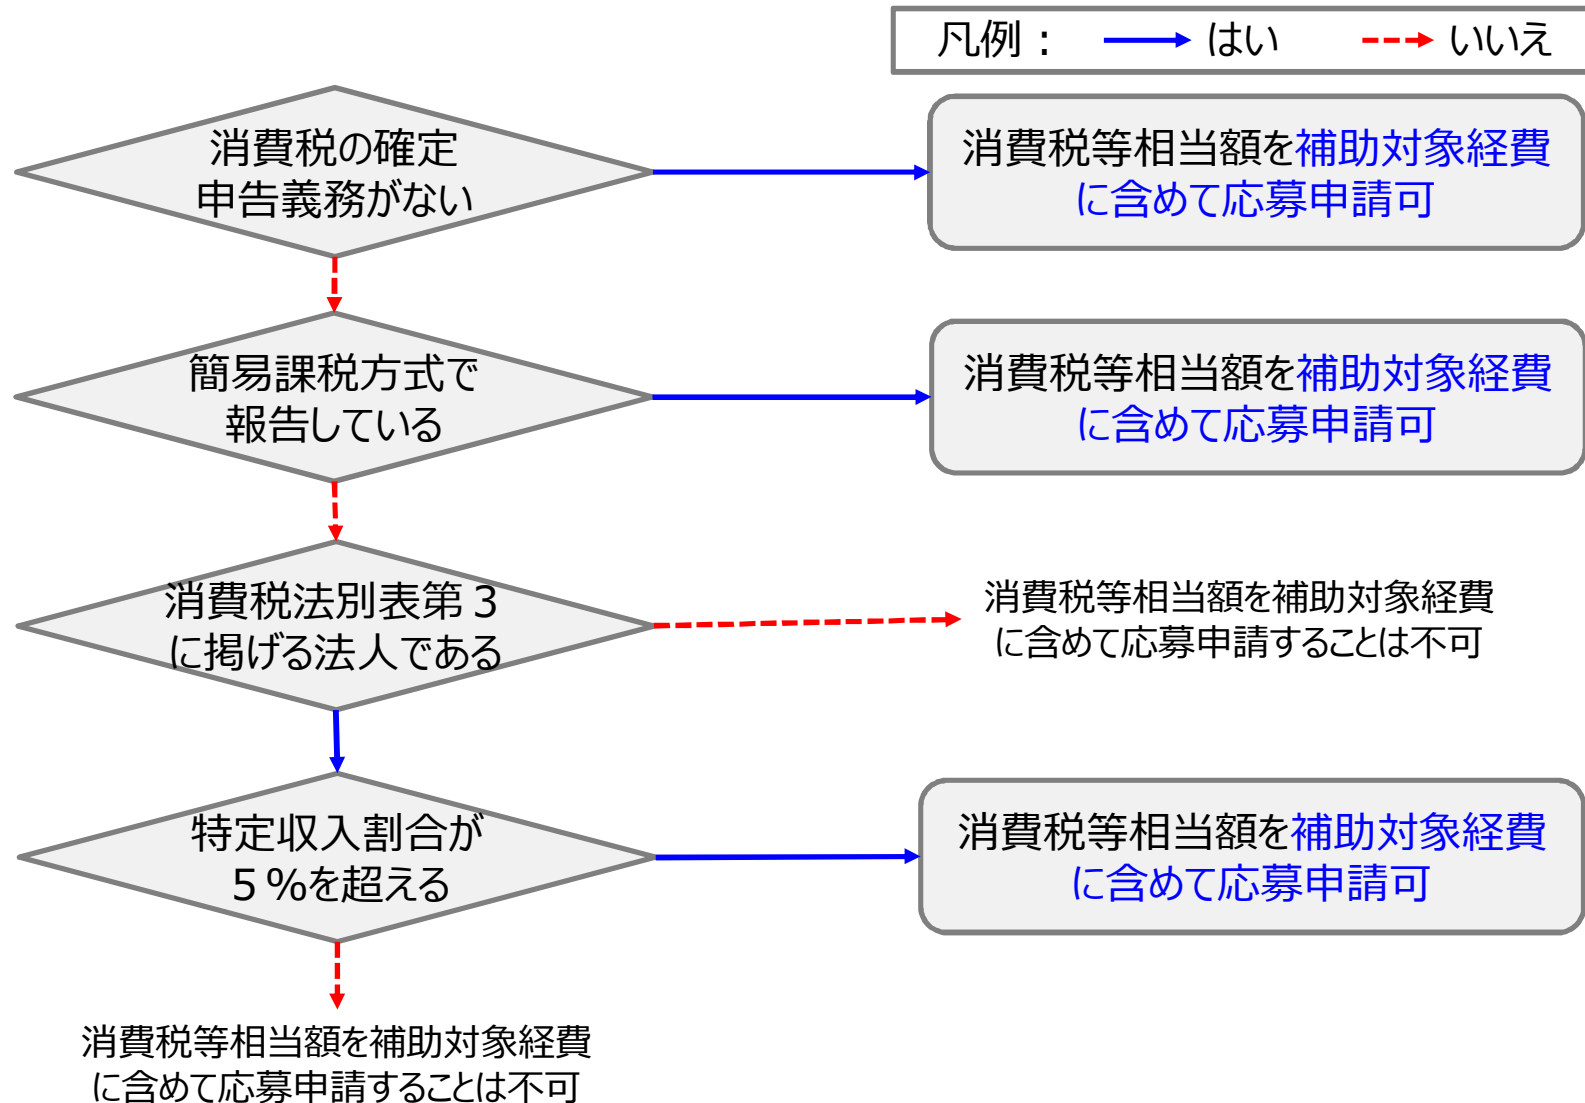 凡例： はい いいえ
消費税の確定
申告義務がない
消費税等相当額を補助対象経費
に含めて応募申請可
簡易課税方式で
報告している
消費税等相当額を補助対象経費
に含めて応募申請可
消費税法別表第３
に掲げる法人である
消費税等相当額を補助対象経費
に含めて応募申請することは不可
特定収入割合が
５％を超える
消費税等相当額を補助対象経費
に含めて応募申請可
消費税等相当額を補助対象経費
に含めて応募申請することは不可